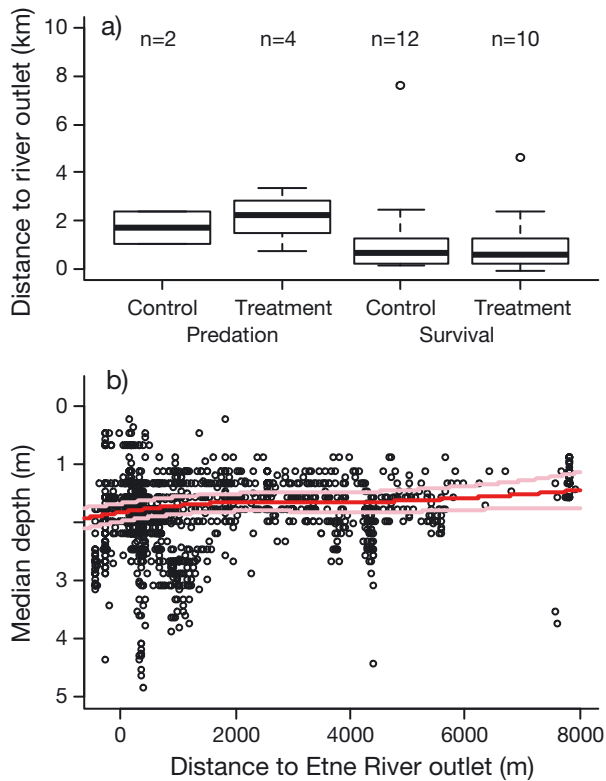 a)
n=2 n=4 n=12 n=10
Distance to river outlet (km)
10
8
6
4
2
0
Control Treatment Control Treatment
Predation Survival
b)
Median depth (m)
0
1
3
4
5
0 2000 4000 6000 8000
Distance to Etne River outlet (m)